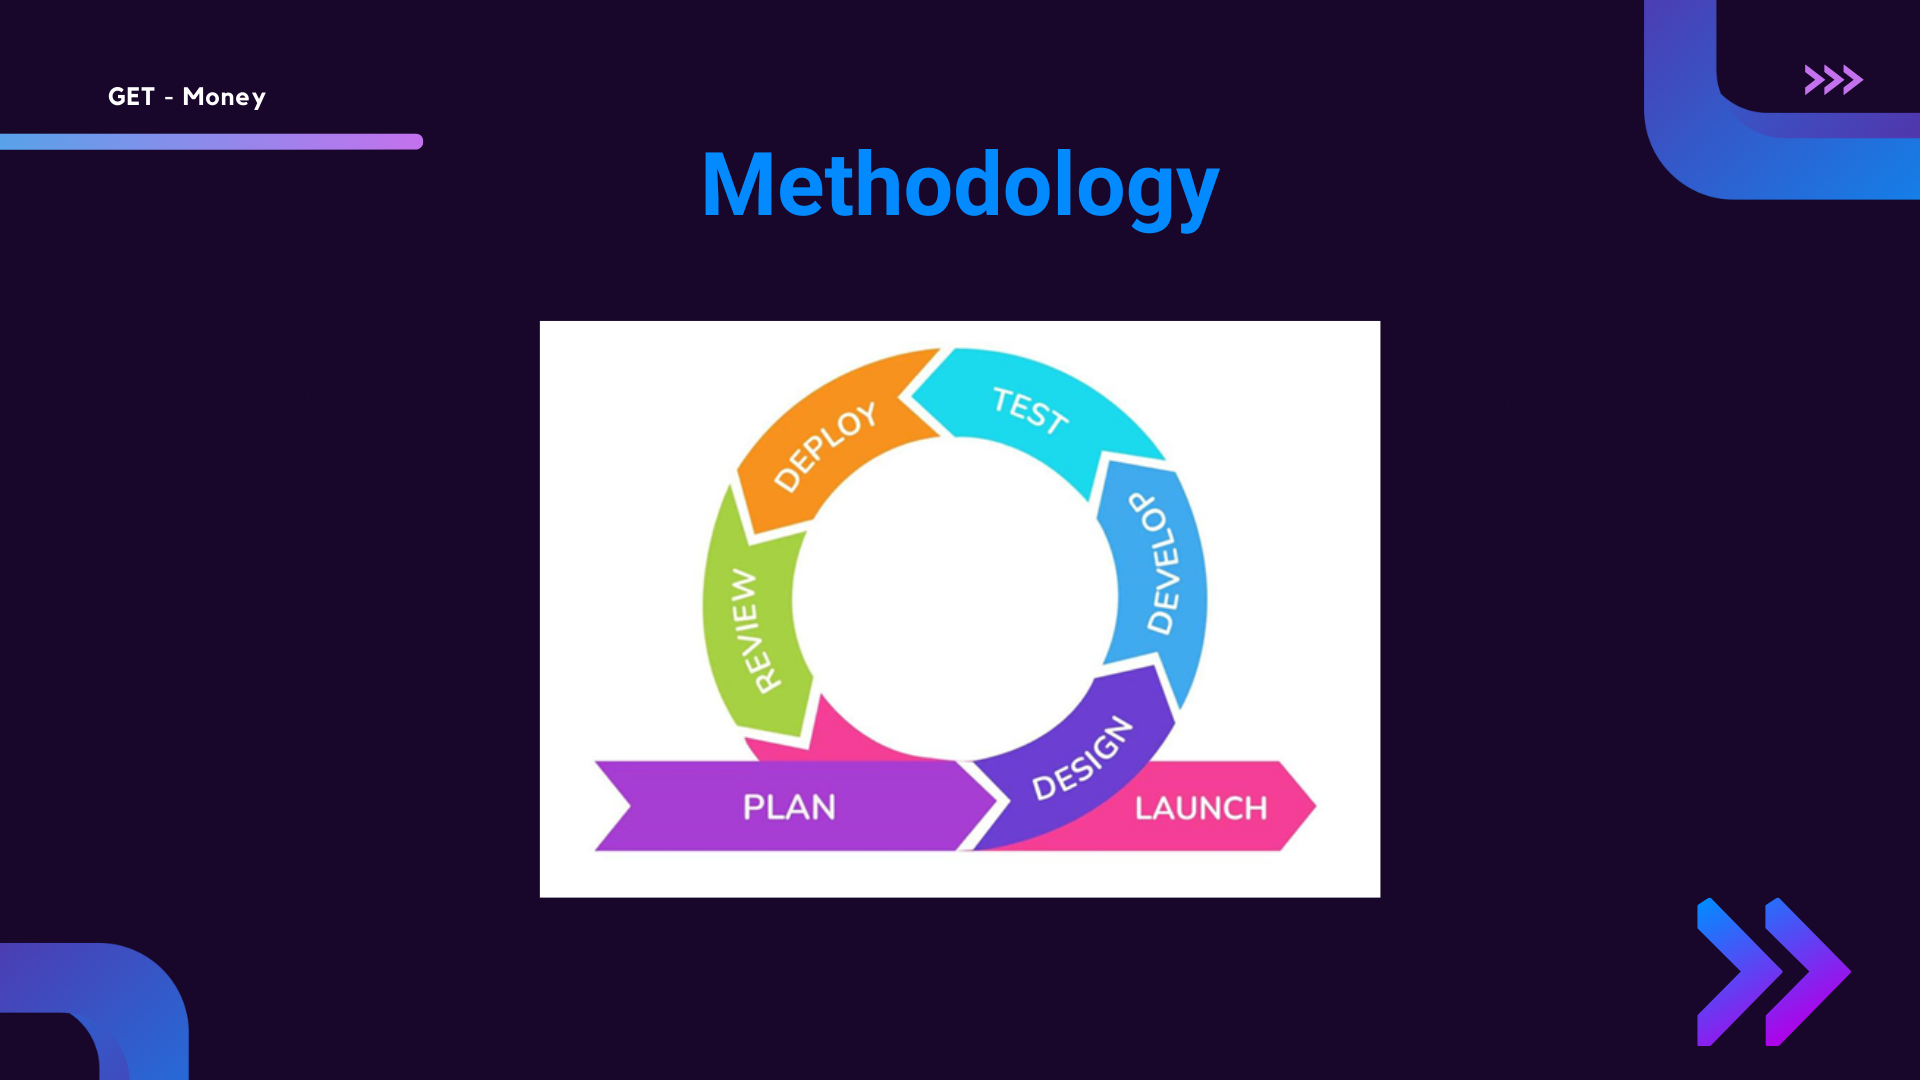 GET - Money
Methodology
TEST
DEPLOY
DEVELOP
REVIEW
DESIGN
PLAN
LAUNCH